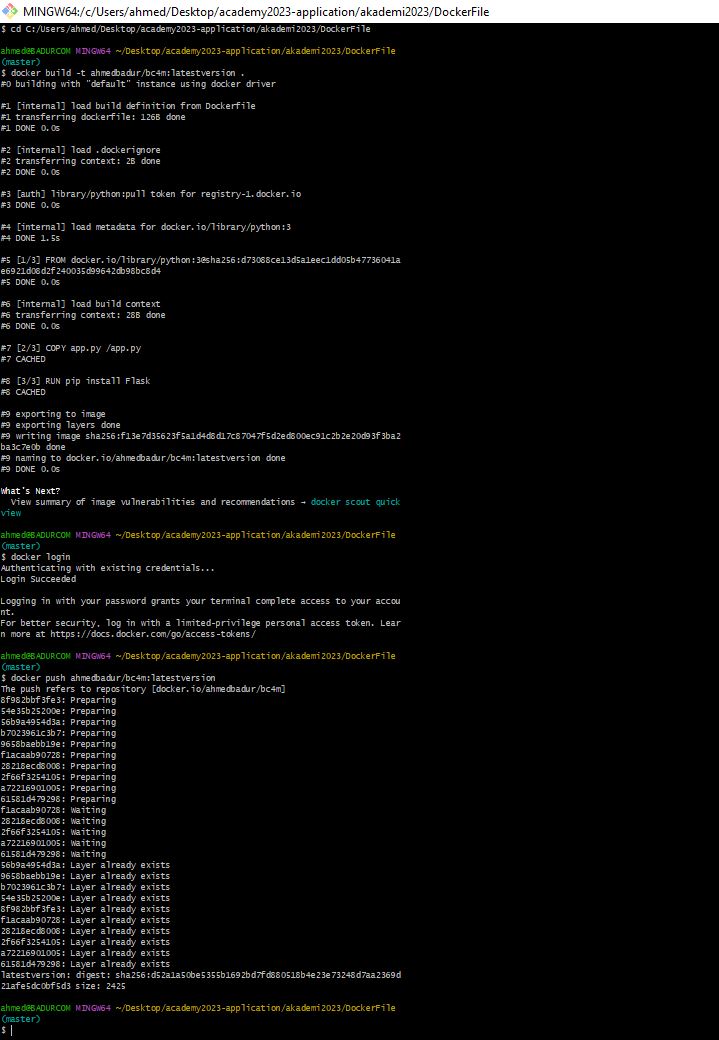 MINGW64:/c/Users/ahmed/Desktop/academy2023-application/akademi2023/DockerFile
$ cd C:/Users/ahmed/Desktop/academy2023-application/akademi2023/DockerFile
ahmed@BADURCOM MINGW64 ~/Desktop/academy2023-application/akademi2023/DockerFile
(master)
$ docker build -t ahmedbadur/bc4m:latestversion .
#0 building with "default" instance using docker driver
#1 [internal] load build definition from Dockerfile
#1 transferring dockerfile: 126B done
#1 DONE 0.0s
#2 [internal] load .dockerignore
#2 transferring context: 2B done
#2 DONE 0.0s
#3 [auth] library/python:pull token for registry-1.docker.io
#3 DONE 0.0s
#4 [internal] load metadata for docker.io/library/python:3
#4 DONE 1.5s
#5 [1/3] FROM docker.io/library/python:3@sha256:d73088ce13d5a1eec1dd05b47736041a
e6921d08d2f240035d99642db98bc8d4
#5 DONE 0.0s
#6 [internal] load build context
#6 transferring context: 28B done
#6 DONE 0.0s
#7 [2/3] COPY app.py /app.py
#7 CACHED
#8 [3/3] RUN pip install Flask
#8 CACHED
#9 exporting to image
#9 exporting layers done
#9 writing image sha256:f13e7d35623f5a1d4d8d17c87047f5d2ed800ec91c2b2e20d93f3ba2
ba3c7e0b done
#9 naming to docker.io/ahmedbadur/bc4m:latestversion done
#9 DONE 0.0s
What's Next?
View summary of image vulnerabilities and recommendations → docker scout quick
view
ahmed@BADURCOM MINGW64 ~/Desktop/academy2023-application/akademi2023/DockerFile
(master)
$ docker login
Authenticating with existing credentials...
Login Succeeded
Logging in with your password grants your terminal complete access to your accou
nt.
For better security, log in with a limited-privilege personal access token. Lear
n more at https://docs.docker.com/go/access-tokens/
ahmed@BADURCOM MINGW64 ~/Desktop/academy2023-application/akademi2023/DockerFile
(master)
$ docker push ahmedbadur/bc4m:latestversion
The push refers to repository [docker.io/ahmedbadur/bc4m]
8f982bbf3fe3: Preparing
54e35b25200e: Preparing
56b9a4954d3a: Preparing
b7023961c3b7: Preparing
9658baebb19e: Preparing
f1acaab90728: Preparing
28218ecd8008: Preparing
2f66f3254105: Preparing
a72216901005: Preparing
61581d479298: Preparing
f1acaab90728: Waiting
28218ecd8008: Waiting
2f66f3254105: Waiting
a72216901005: Waiting
61581d479298: Waiting
56b9a4954d3a: Layer already exists
9658baebb19e: Layer already exists
b7023961c3b7: Layer already exists
54e35b25200e: Layer already exists
8f982bbf3fe3: Layer already exists
f1acaab90728: Layer already exists
28218ecd8008: Layer already exists
2f66f3254105: Layer already exists
a72216901005: Layer already exists
61581d479298: Layer already exists
latestversion: digest: sha256:d52a1a50be5355b1692bd7fd880518b4e23e73248d7aa2369d
21afe5dc0bf5d3 size: 2425
ahmed@BADURCOM MINGW64 ~/Desktop/academy2023-application/akademi2023/DockerFile
(master)
$